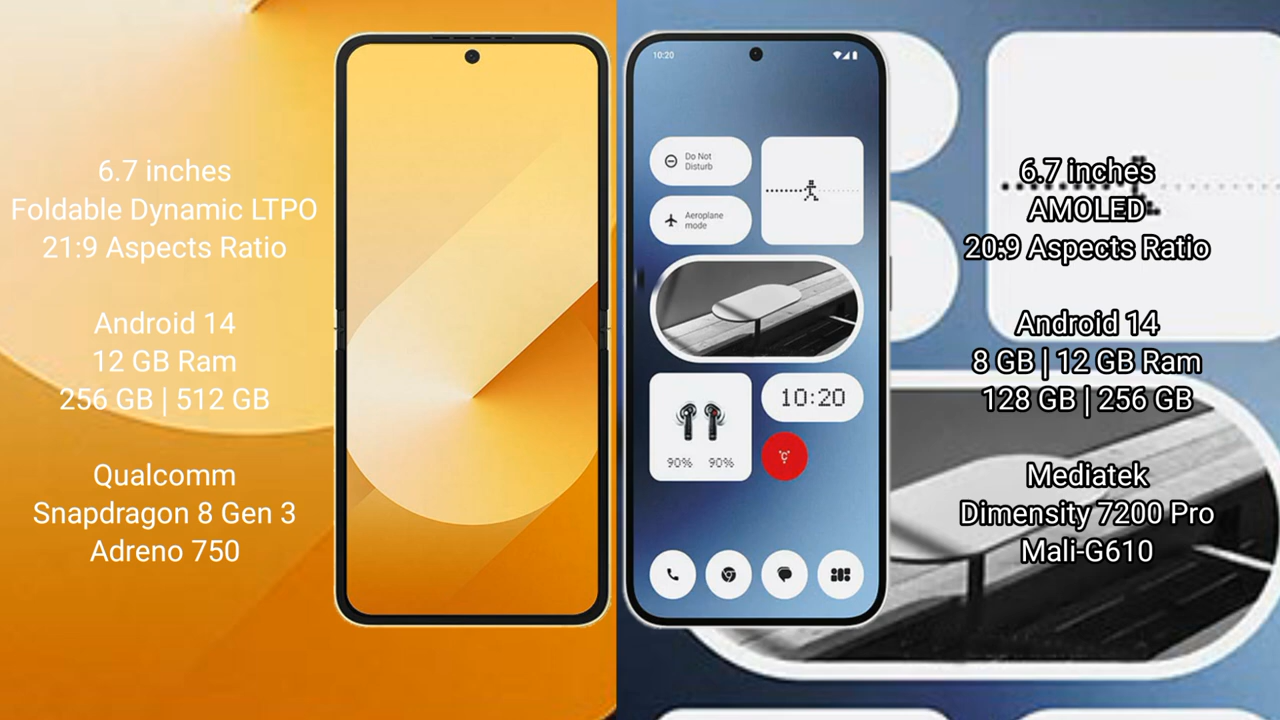 6.7 inches
Foldable Dynamic LTPO
21:9 Aspects Ratio
Android 14
12 GB Ram
256 GB | 512 GB
Qualcomm
Snapdragon 8 Gen 3
Adreno 750
10:20
Do Not
Disturb
Aeroplane
mode
10:20
90% 90%
6.7 inches
AMOLED
20:9 Aspects Ratio
Android 14
8 GB | 12 GB Ram
128 GB | 256 GB
Mediatek
Dimensity 7200 Pro
Mali-G610